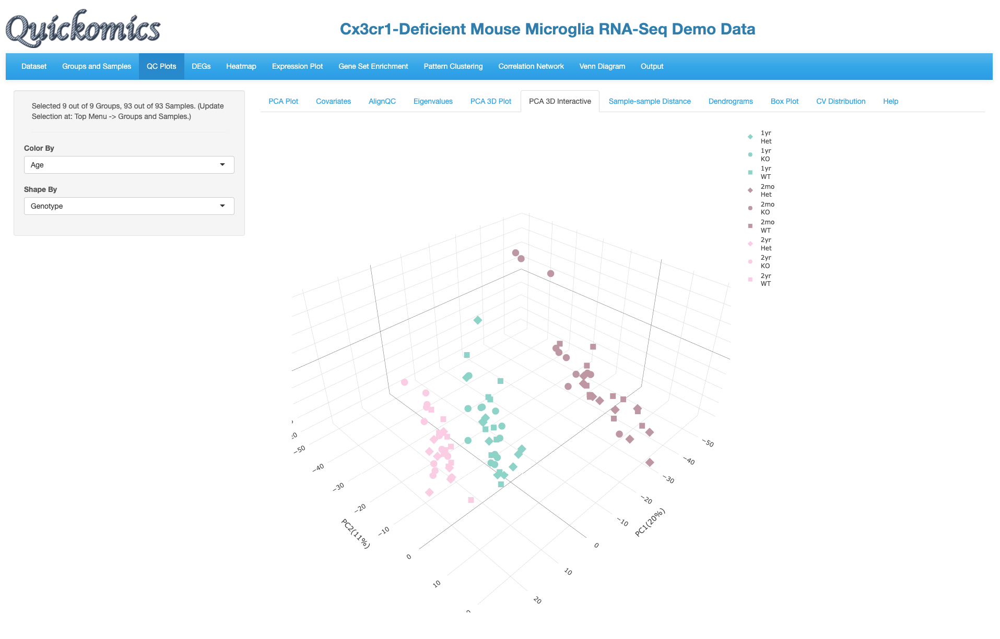 Quickomics
Cx3cr1-Deficient Mouse Microglia RNA-Seq Demo Data
Dataset Groups and Samples QC Plots DEGs Heatmap Expression Plot Gene Set Enrichment Pattern Clustering Correlation Network Venn Diagram Output
Selected 9 out of 9 Groups, 93 out of 93 Samples. (Update
Selection at: Top Menu -> Groups and Samples.)
Color By
Age
Shape By
Genotype
PCA Plot Covariates AlignQC Eigenvalues PCA 3D Plot PCA 3D Interactive Sample-sample Distance Dendrograms Box Plot CV Distribution Help
1yr
Het
1yr
KO
1yr
WT
2mo
Het
2mo
KO
2mo
WT
2yr
Het
2yr
KO
2yr
WT
−50
−40
−30
−20
−10
0
10
PC2(11%)
−50
−40
−30
−20
−10
0
10
20
PC1(20%)